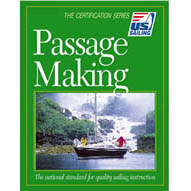 THE CERTIFICATION SERIES
US
SAILING
Passage
Making
The national standard for quality sailing instruction